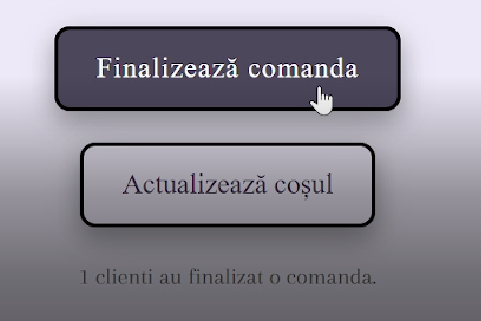 Finalizează comanda
Actualizează coșul
1 clienti au finalizat o comanda.